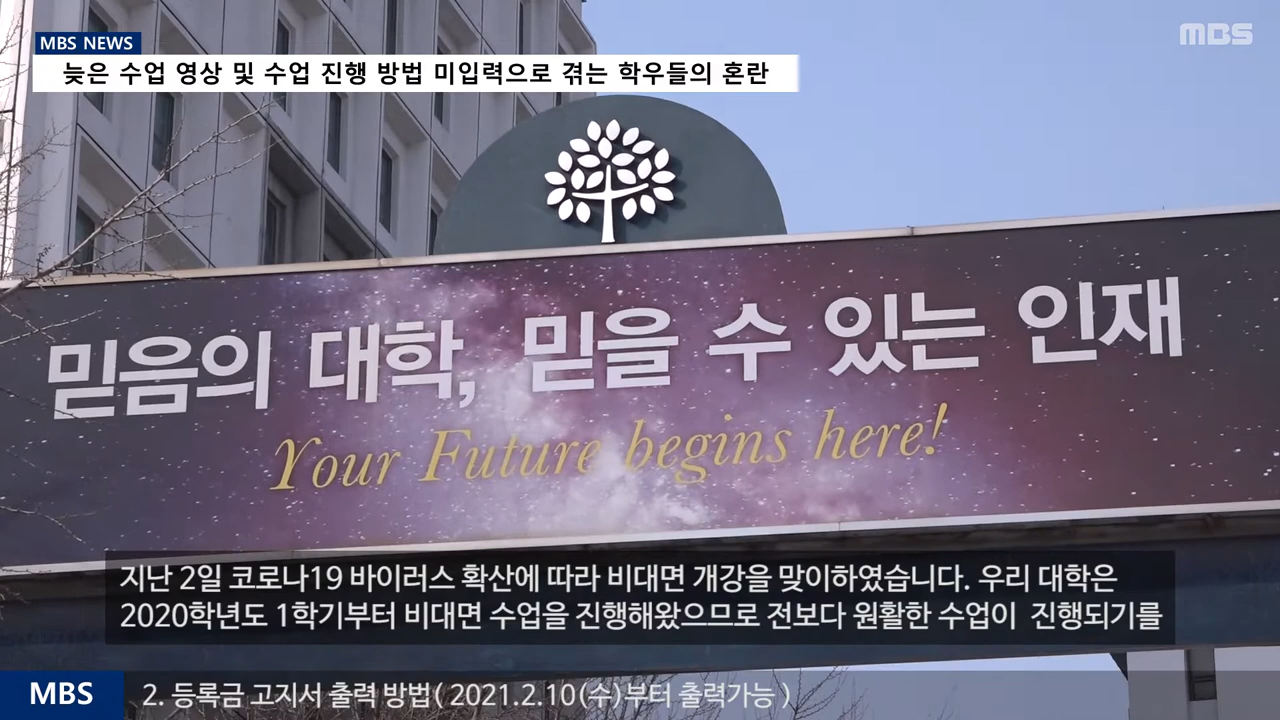 MBS NEWS
MBS
늦은 수업 영상 및 수업 진행 방법 미입력으로 겪는 학우들의 혼란
믿음의 대학, 믿을 수 있는 인재
Your Future begins here!
지난 2일 코로나19 바이러스 확산에 따라 비대면 개강을 맞이하였습니다. 우리 대학은
2020학년도 1학기부터 비대면 수업을 진행해왔으므로 전보다 원활한 수업이 진행되기를
MBS
2. 등록금 고지서 출력 방법( 2021.2.10(수)부터 출력가능 )